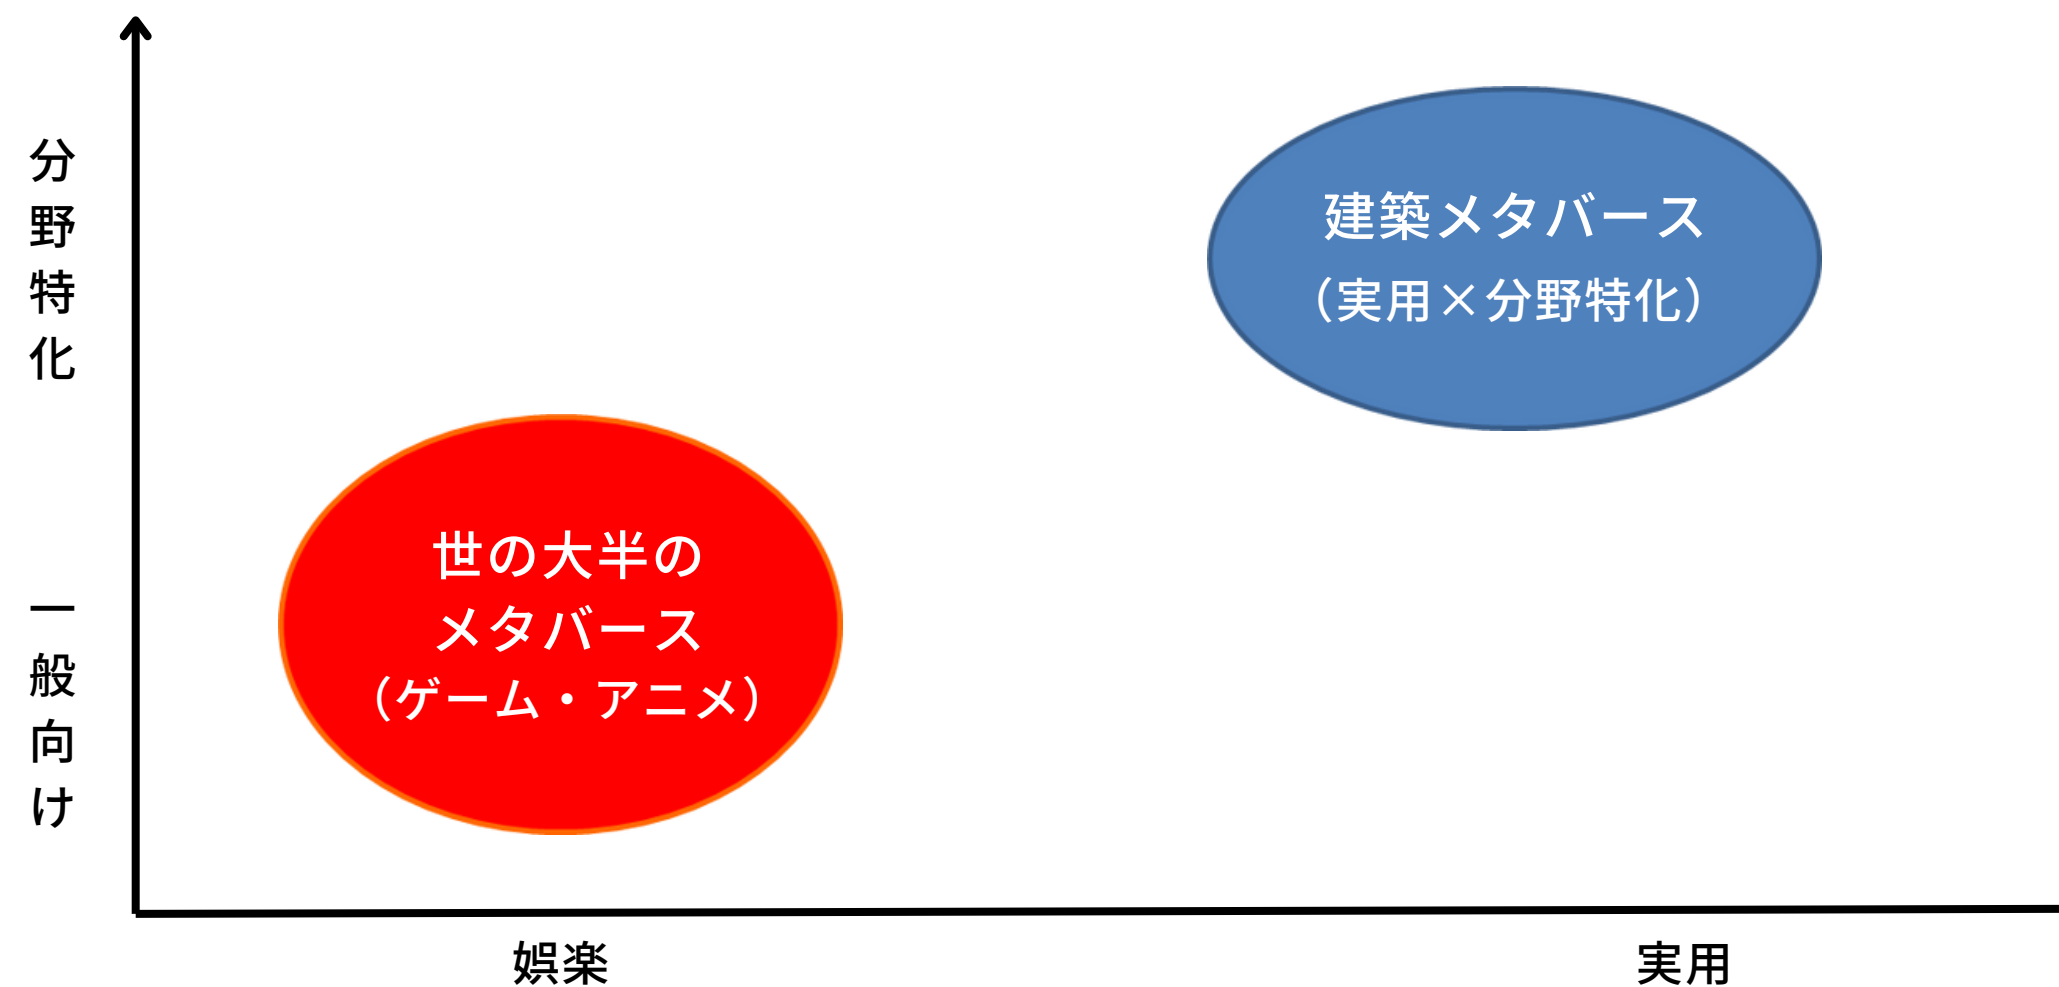 分野特化
建築メタバース
（実用×分野特化）
世の大半の
メタバース
（ゲーム・アニメ）
一般向け
娯楽
実用